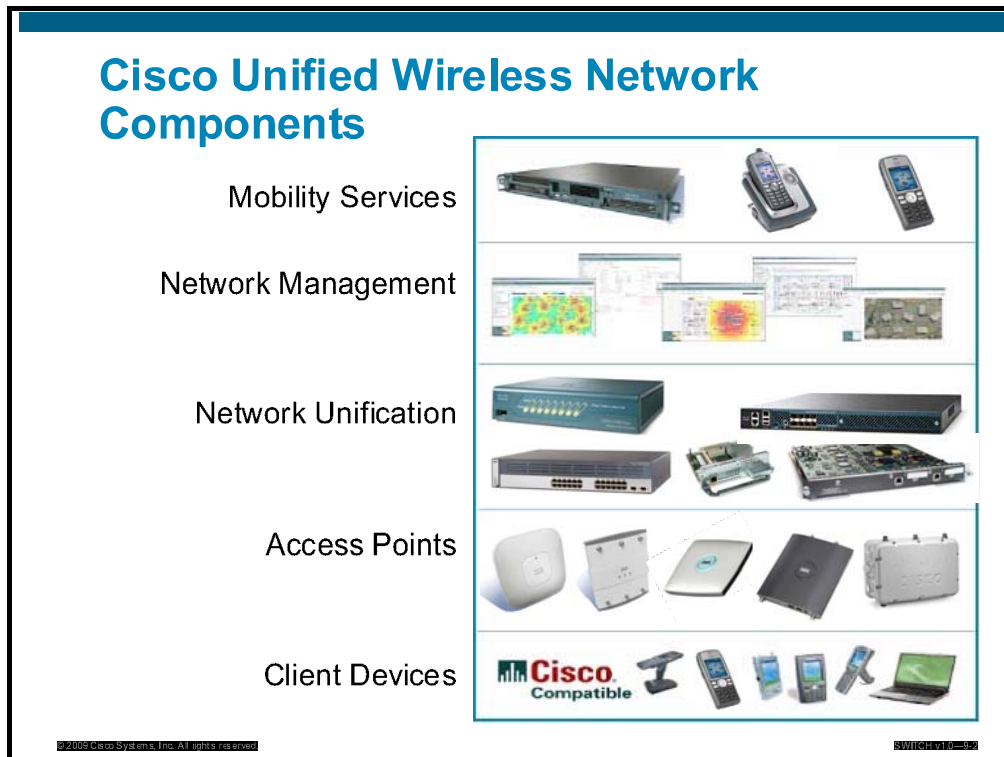 Cisco Unified Wireless Network
Components
Mobility Services
Network Management
Network Unification
Access Points
Client Devices
Cisco
Compatible
© 2009 Cisco Systems, Inc. All rights reserved.
SWITCH v1.0—9-2